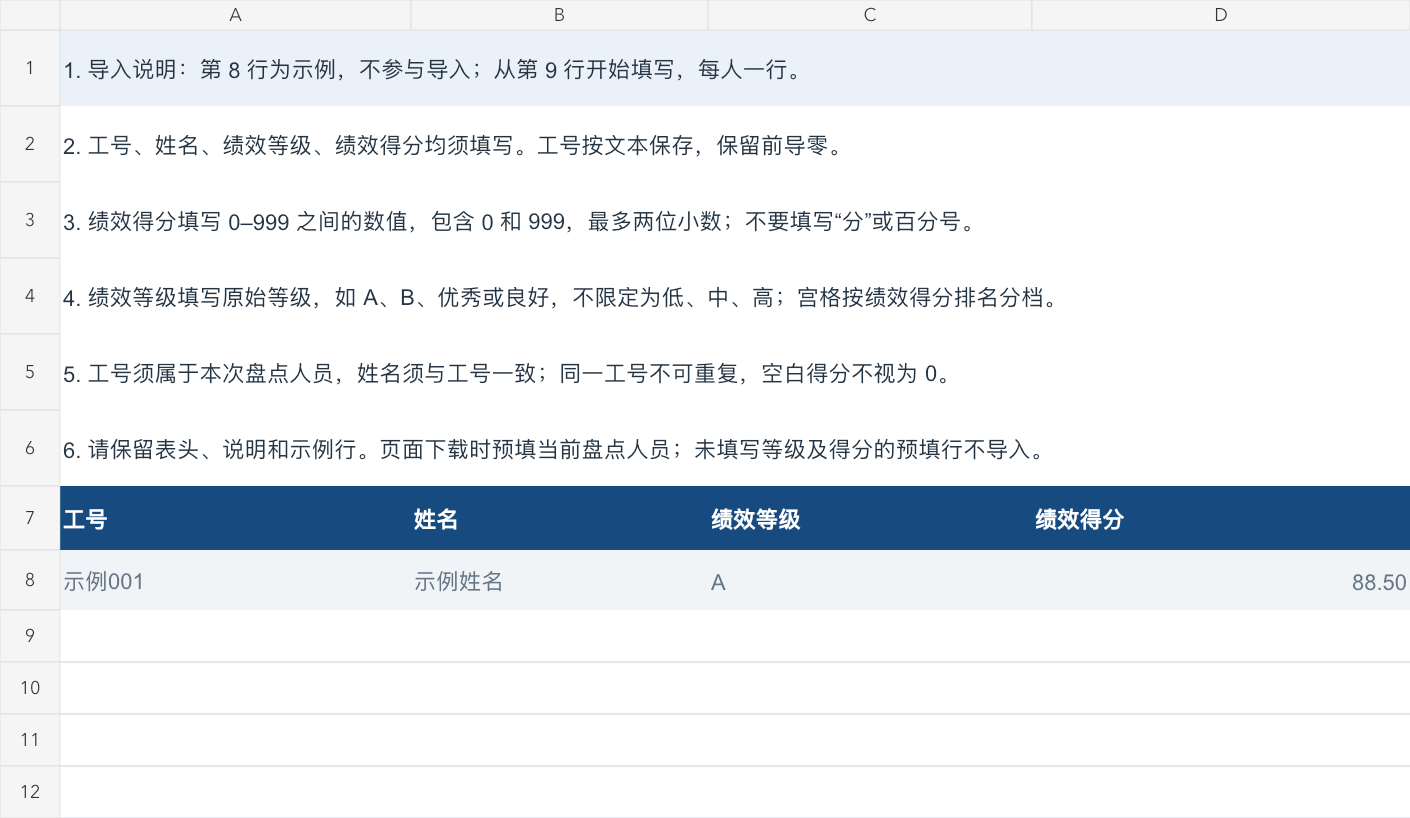 A B C D
1 1. 导入说明：第 8 行为示例，不参与导入；从第 9 行开始填写，每人一行。
2 2. 工号、姓名、绩效等级、绩效得分均须填写。工号按文本保存，保留前导零。
3 3. 绩效得分填写 0–999 之间的数值，包含 0 和 999，最多两位小数；不要填写“分”或百分号。
4 4. 绩效等级填写原始等级，如 A、B、优秀或良好，不限定为低、中、高；宫格按绩效得分排名分档。
5 5. 工号须属于本次盘点人员，姓名须与工号一致；同一工号不可重复，空白得分不视为 0。
6 6. 请保留表头、说明和示例行。页面下载时预填当前盘点人员；未填写等级及得分的预填行不导入。
7 工号 姓名 绩效等级 绩效得分
8 示例001 示例姓名 A 88.50
9
10
11
12